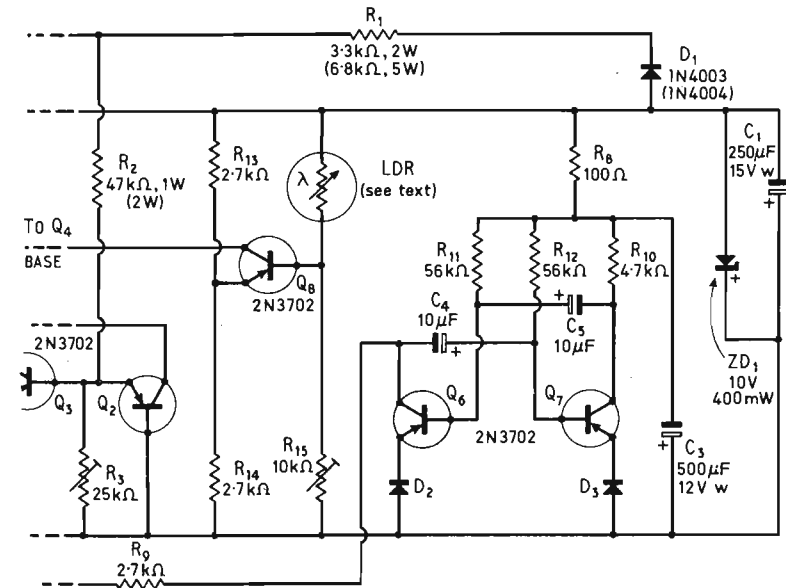 R1
3·3kΩ, 2W
(6·8kΩ, 5W)
D1
1N4003
(1N4004)
R2
47kΩ, 1W
(2W)
R13
2·7kΩ
LDR
(see text)
λ
R8
100Ω
C1
250μF
15V w
+
TO Q4
BASE
Q8
2N3702
R11
56kΩ
R12
56kΩ
R10
4·7kΩ
C4
10μF
+
+
C5
10μF
+
ZD1
10V
400mW
2N3702
Q3
Q2
Q6
Q7
2N3702
R3
25kΩ
R14
2·7kΩ
R15
10kΩ
D2
D3
+
C3
500μF
12V w
R9
2·7kΩ